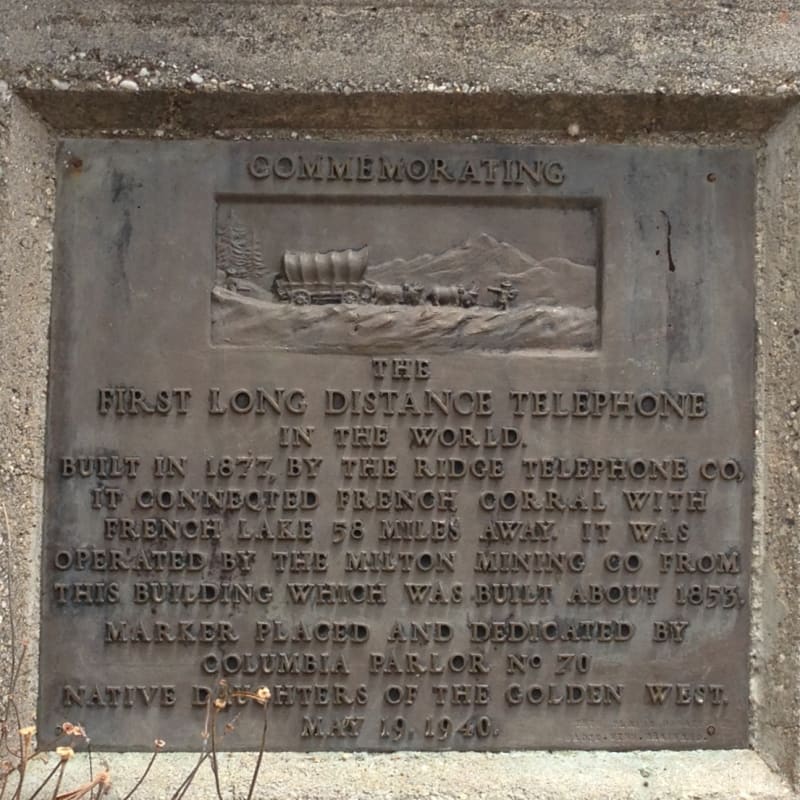 COMMEMORATING
THE
FIRST LONG DISTANCE TELEPHONE
IN THE WORLD.
BUILT IN 1877, BY THE RIDGE TELEPHONE CO,
IT CONNECTED FRENCH CORRAL WITH
FRENCH LAKE 58 MILES AWAY. IT WAS
OPERATED BY THE MILTON MINING CO FROM
THIS BUILDING WHICH WAS BUILT ABOUT 1853.
MARKER PLACED AND DEDICATED BY
COLUMBIA PARLOR No 70
NATIVE DAUGHTERS OF THE GOLDEN WEST.
MAY 19, 1940.